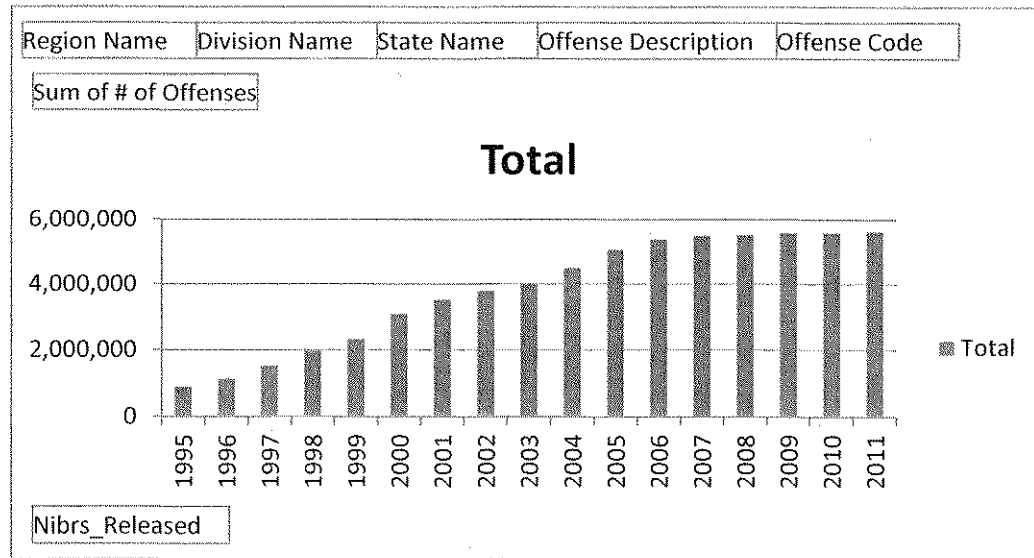 Region Name Division Name State Name Offense Description Offense Code
Sum of # of Offenses
Total
6,000,000
4,000,000
2,000,000
0
Total
1995 1996 1997 1998 1999 2000 2001 2002 2003 2004 2005 2006 2007 2008 2009 2010 2011
Nibrs_Released